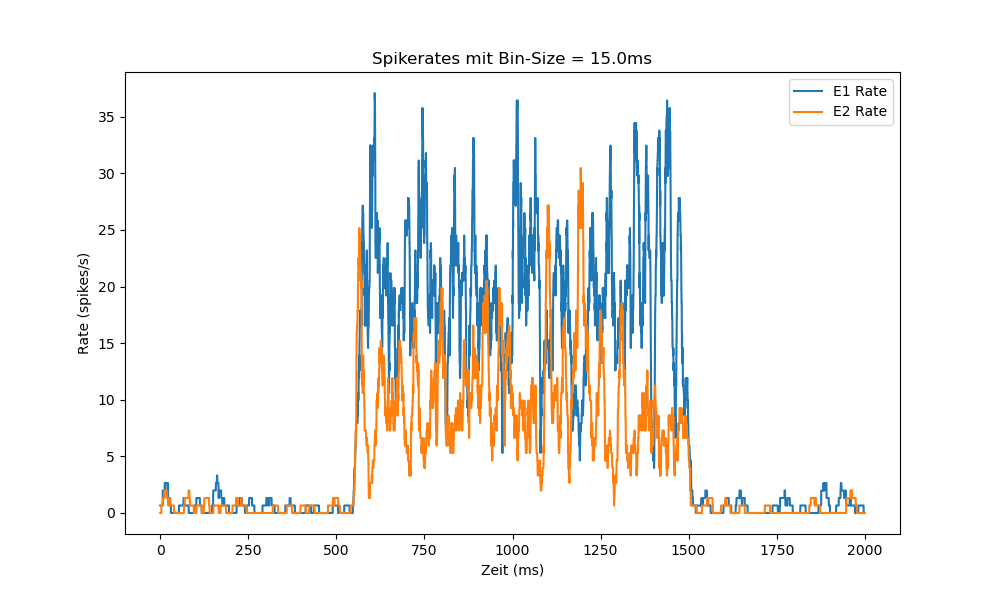 Spikerates mit Bin-Size = 15.0ms
E1 Rate
E2 Rate
Rate (spikes/s)
35
30
25
20
15
10
5
0
0 250 500 750 1000 1250 1500 1750 2000
Zeit (ms)